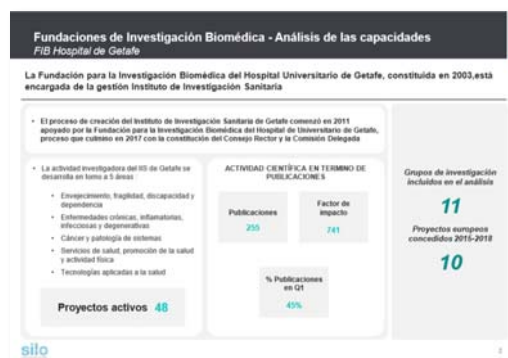 Fundaciones de Investigación Biomédica - Análisis de las capacidades
FIB Hospital de Getafe
La Fundación para la Investigación Biomédica del Hospital Universitario de Getafe, constituida en 2003,está
encargada de la gestión Instituto de Investigación Sanitaria
• El proceso de creación del Instituto de Investigación Sanitaria de Getafe comenzó en 2011
apoyado por la Fundación para la Investigación Biomédica del Hospital de Universitario de Getafe,
proceso que culmino en 2017 con la constitución del Consejo Rector y la Comisión Delegada
• La actividad investigadora del IIS de Getafe se
desarrolla en torno a 5 áreas :
• Envejecimiento, fragilidad, discapacidad y
dependencia
• Enfermedades crónicas, inflamatorias,
infecciosas y degenerativas
• Cáncer y patología de sistemas
• Servicios de salud, promoción de la salud
y actividad física
• Tecnologías aplicadas a la salud
Proyectos activos 48
ACTIVIDAD CIENTÍFICA EN TERMINO DE
PUBLICACIONES
Publicaciones
255
Factor de
impacto
741
% Publicaciones
en Q1
45%
Grupos de investigación
incluidos en el análisis
11
Proyectos europeos
concedidos 2015-2018
10
silo